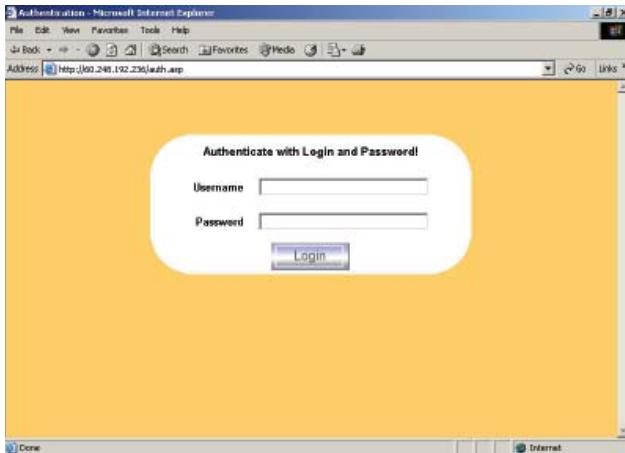 Authentication - Microsoft Internet Explorer
File Edit View Favorites Tools Help
Back Search Favorites Media
Address http://60.248.192.236/auth.asp Go Links
Authenticate with Login and Password!
Username
Password
Login
Done Internet